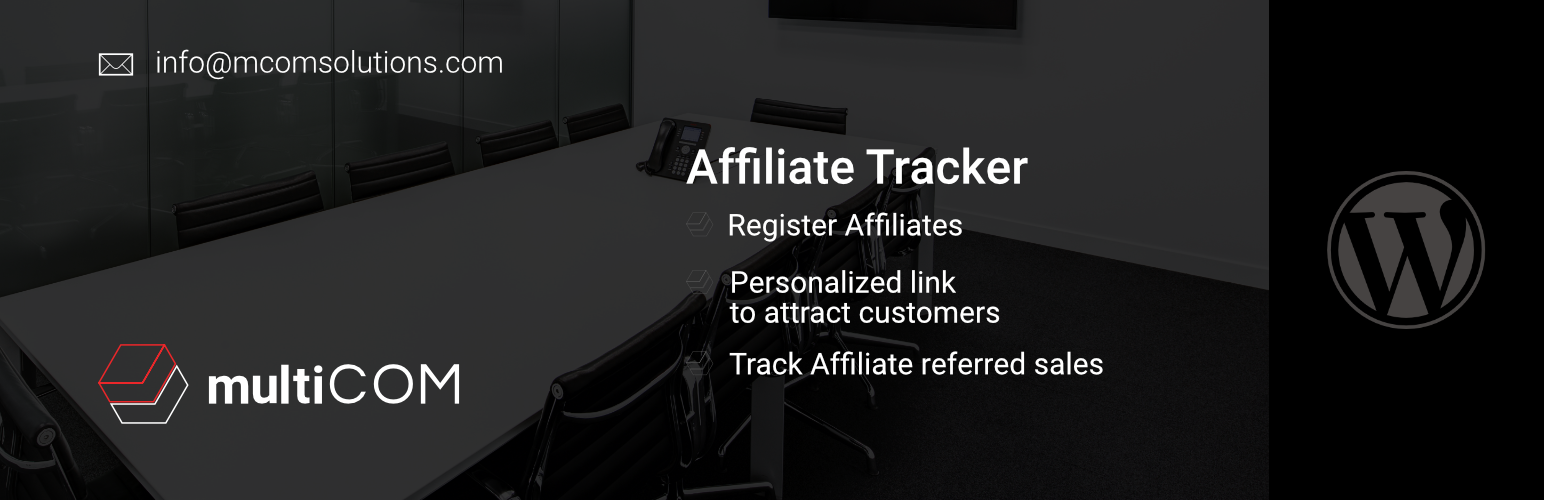 info@mcomsolutions.com
Affiliate Tracker
Register Affiliates
Personalized link
to attract customers
Track Affiliate referred sales
multiCOM